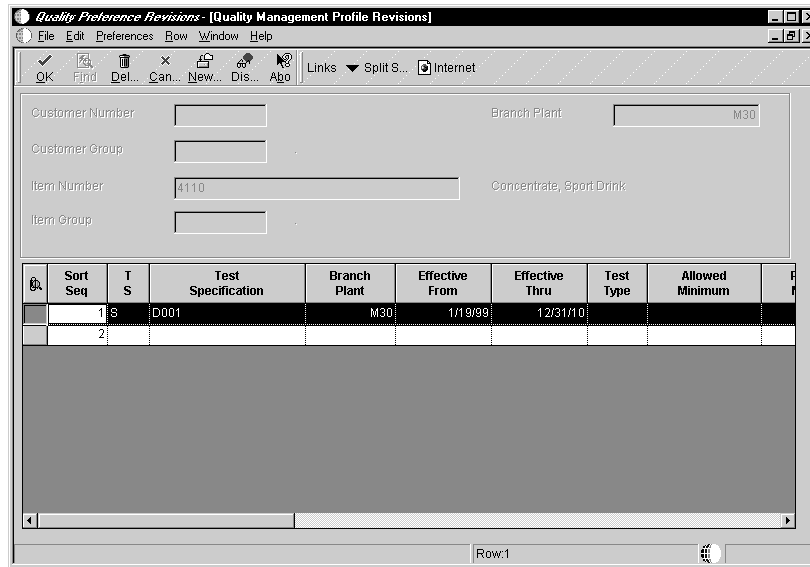 Quality Preference Revisions - [Quality Management Profile Revisions]
File Edit Preferences Row Window Help
OK Find Del... Can... New... Dis... Abo Links Split S... Internet
Customer Number Branch Plant M30
Customer Group .
Item Number 4110 Concentrate, Sport Drink
Item Group .
Sort Seq T S Test Specification Branch Plant Effective From Effective Thru Test Type Allowed Minimum
1 S D001 M30 1/19/99 12/31/10
2
Row:1